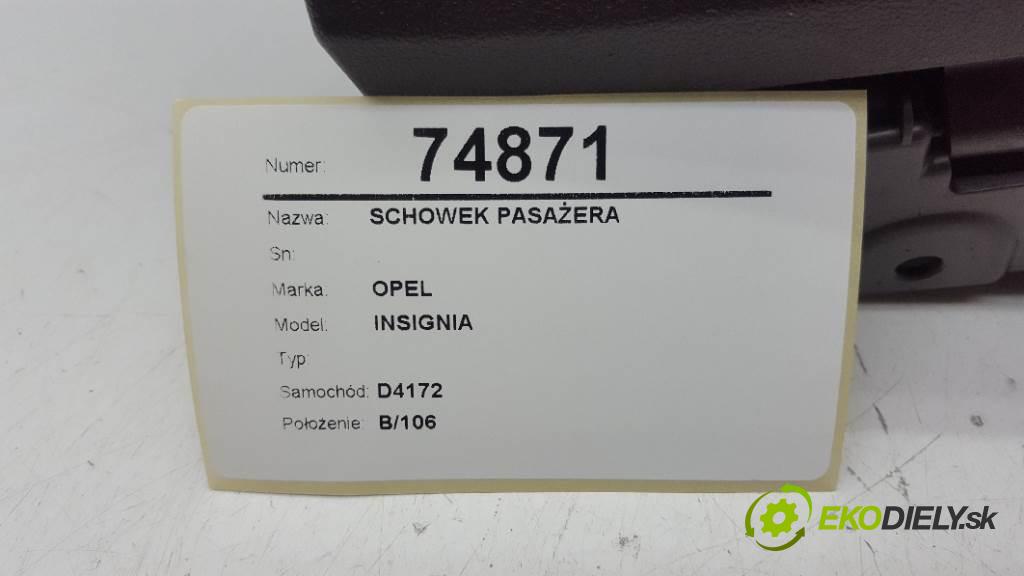 Numer: 74871
Nazwa: SCHOWEK PASAŻERA
Sn:
Marka: OPEL
Model: INSIGNIA
Typ:
Samochód: D4172
Położenie: B/106
EKODIELY.sk